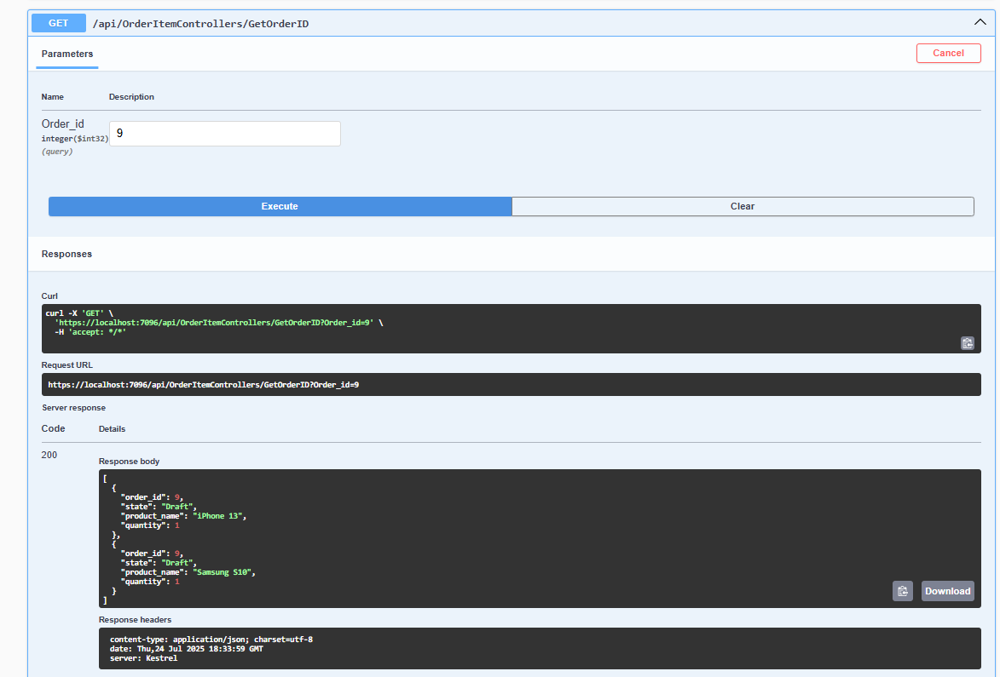 GET /api/OrderItemControllers/GetOrderID
Parameters
Cancel
Name Description
Order_id
integer($int32)
(query)
9
Execute Clear
Responses
Curl
curl -X 'GET' \
  'https://localhost:7096/api/OrderItemControllers/GetOrderID?Order_id=9' \
  -H 'accept: */*'
Request URL
https://localhost:7096/api/OrderItemControllers/GetOrderID?Order_id=9
Server response
Code Details
200
Response body
[
  {
    "order_id": 9,
    "state": "Draft",
    "product_name": "iPhone 13",
    "quantity": 1
  },
  {
    "order_id": 9,
    "state": "Draft",
    "product_name": "Samsung S10",
    "quantity": 1
  }
]
Download
Response headers
content-type: application/json; charset=utf-8
date: Thu,24 Jul 2025 18:33:59 GMT
server: Kestrel